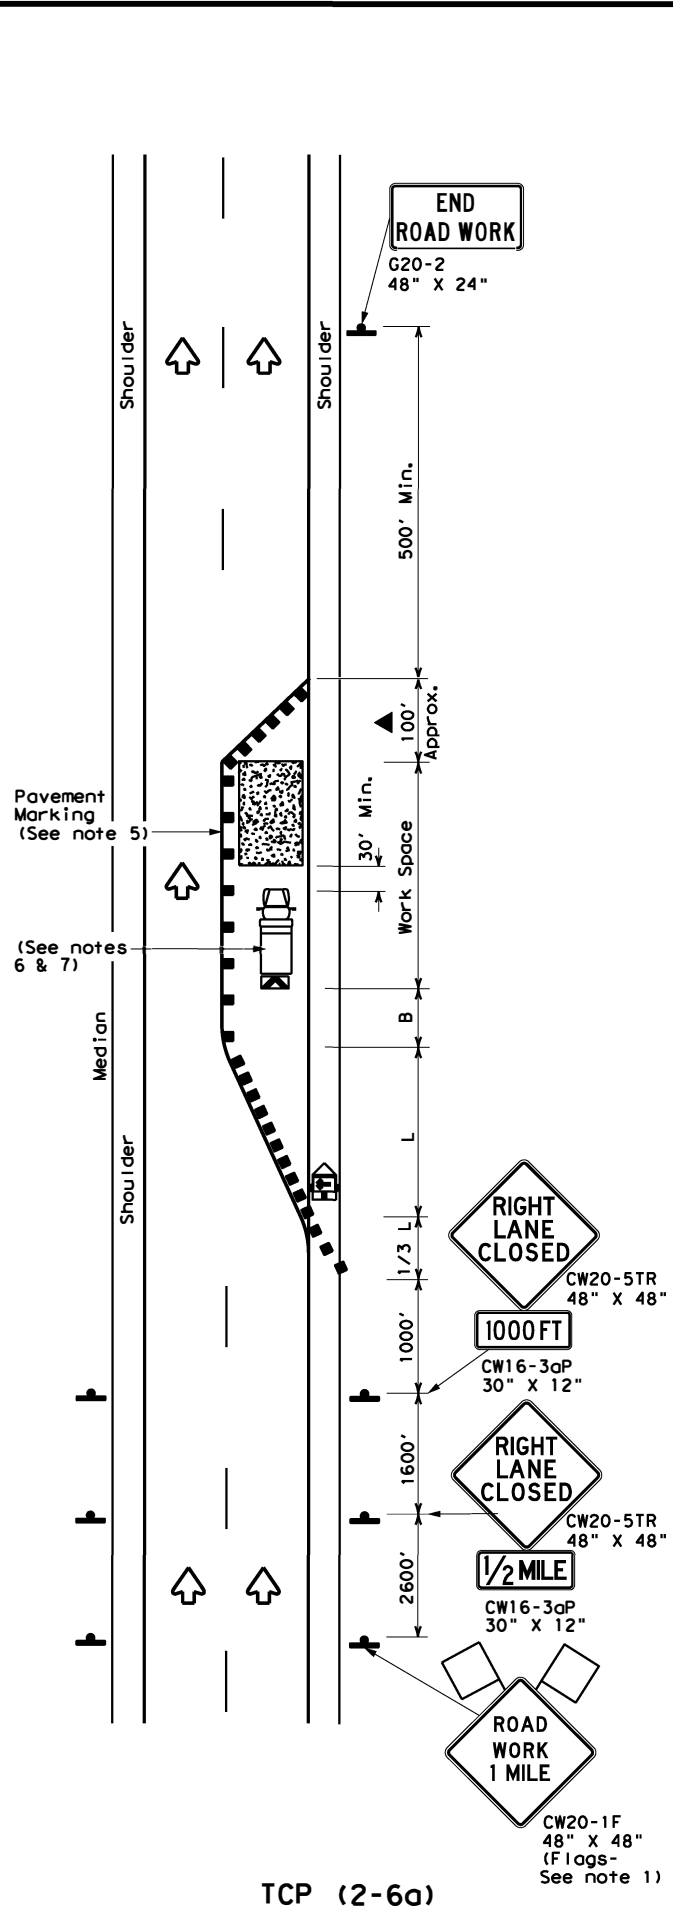 END
ROAD WORK
G20-2
48" X 24"
Shoulder
Shoulder
500' Min.
100'
Approx.
30' Min.
Pavement
Marking
(See note 5)
Work Space
(See notes
6 & 7)
B
Median
L
Shoulder
RIGHT
LANE
CLOSED
1/3 L
CW20-5TR
48" X 48"
1000 FT
1000'
CW16-3aP
30" X 12"
RIGHT
LANE
CLOSED
1600'
CW20-5TR
48" X 48"
1/2 MILE
2600'
CW16-3aP
30" X 12"
ROAD
WORK
1 MILE
CW20-1F
48" X 48"
(Flags-
See note 1)
TCP (2-6a)